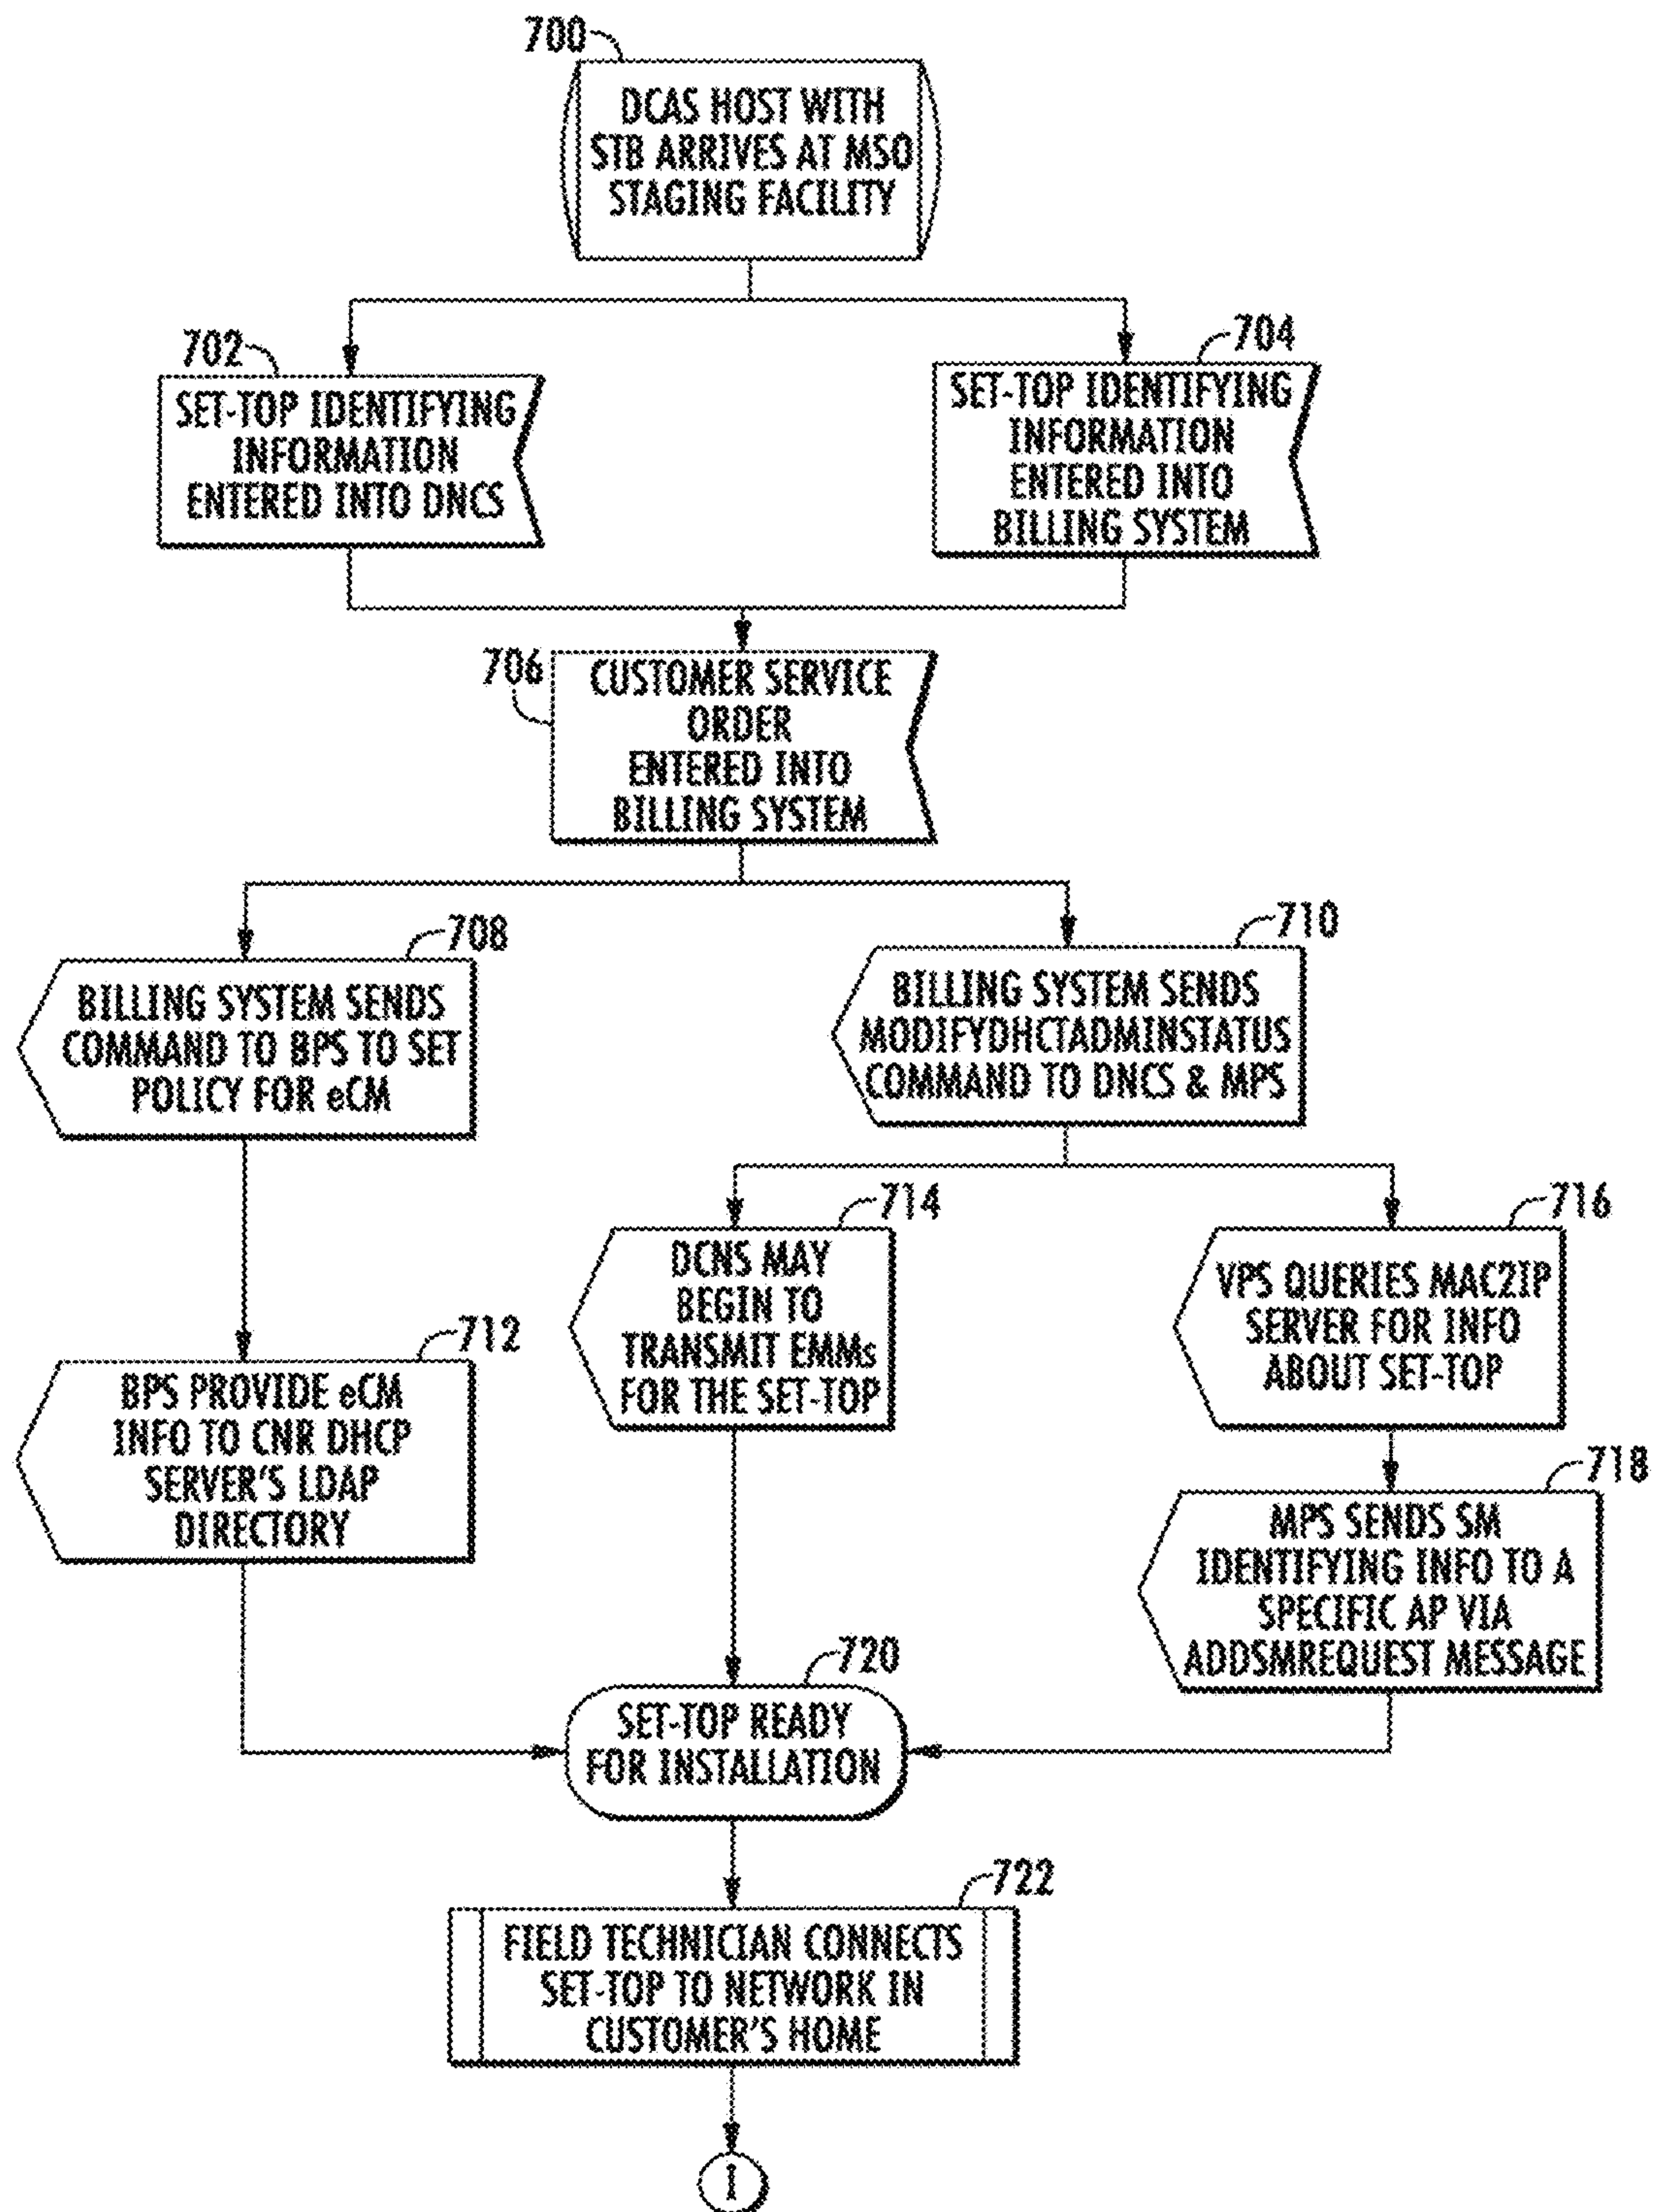 700
DCAS HOST WITH
STB ARRIVES AT MSO
STAGING FACILITY
702
SET-TOP IDENTIFYING
INFORMATION
ENTERED INTO DNCS
704
SET-TOP IDENTIFYING
INFORMATION
ENTERED INTO
BILLING SYSTEM
706
CUSTOMER SERVICE
ORDER
ENTERED INTO
BILLING SYSTEM
708
BILLING SYSTEM SENDS
COMMAND TO BPS TO SET
POLICY FOR eCM
710
BILLING SYSTEM SENDS
MODIFYDHCTADMINSTATUS
COMMAND TO DNCS & MPS
712
BPS PROVIDE eCM
INFO TO CNR DHCP
SERVER'S LDAP
DIRECTORY
714
DCNS MAY
BEGIN TO
TRANSMIT EMMs
FOR THE SET-TOP
716
VPS QUERIES MAC2IP
SERVER FOR INFO
ABOUT SET-TOP
718
MPS SENDS SM
IDENTIFYING INFO TO A
SPECIFIC AP VIA
ADDSMREQUEST MESSAGE
720
SET-TOP READY
FOR INSTALLATION
722
FIELD TECHNICIAN CONNECTS
SET-TOP TO NETWORK IN
CUSTOMER'S HOME
1